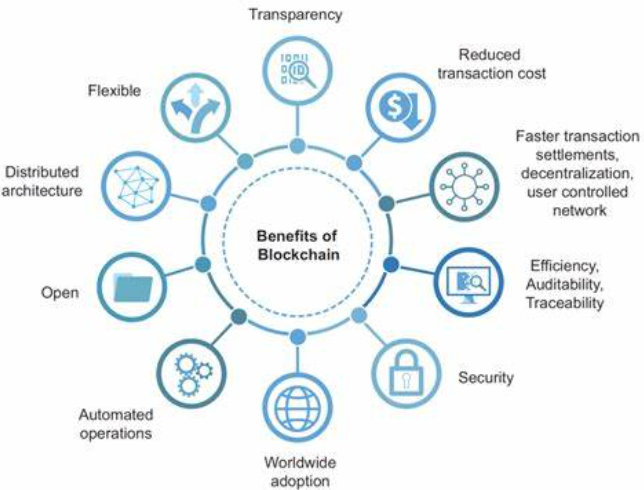 Transparency
Reduced
transaction cost
Faster transaction
settlements,
decentralization,
user controlled
network
Efficiency,
Auditability,
Traceability
Security
Worldwide
adoption
Automated
operations
Open
Distributed
architecture
Flexible
Benefits of
Blockchain